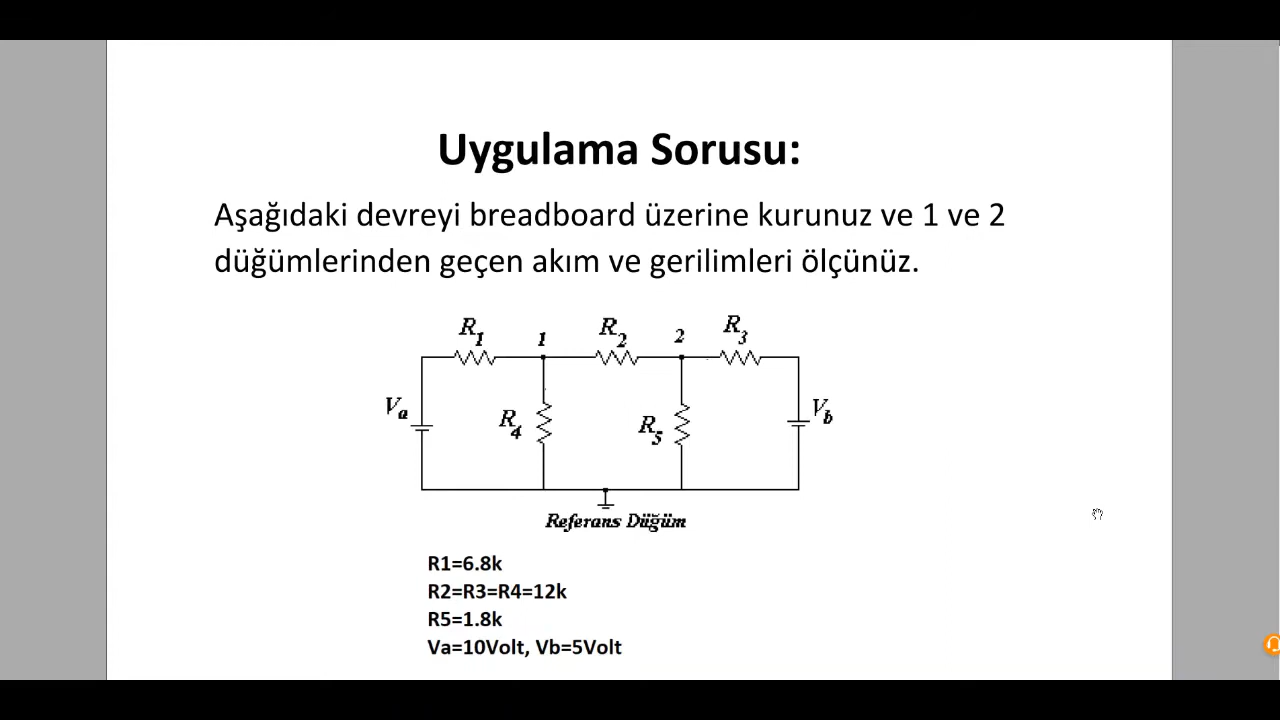 Uygulama Sorusu:
Aşağıdaki devreyi breadboard üzerine kurunuz ve 1 ve 2
düğümlerinden geçen akım ve gerilimleri ölçünüz.
R1 1 R2 2 R3
Va R4 R5 Vb
Referans Düğüm
R1=6.8k
R2=R3=R4=12k
R5=1.8k
Va=10Volt, Vb=5Volt